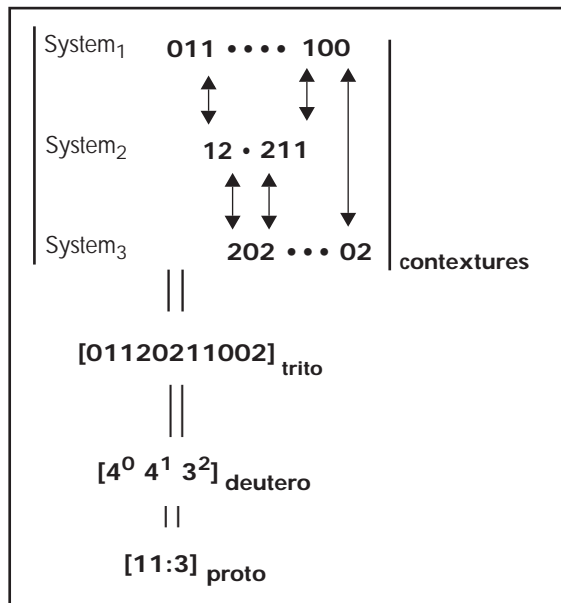 System₁ 011 • • • • 100
System₂ 12 • 211
System₃ 202 • • • 02
contextures
[01120211002] trito
[4⁰ 4¹ 3²] deutero
[11:3] proto